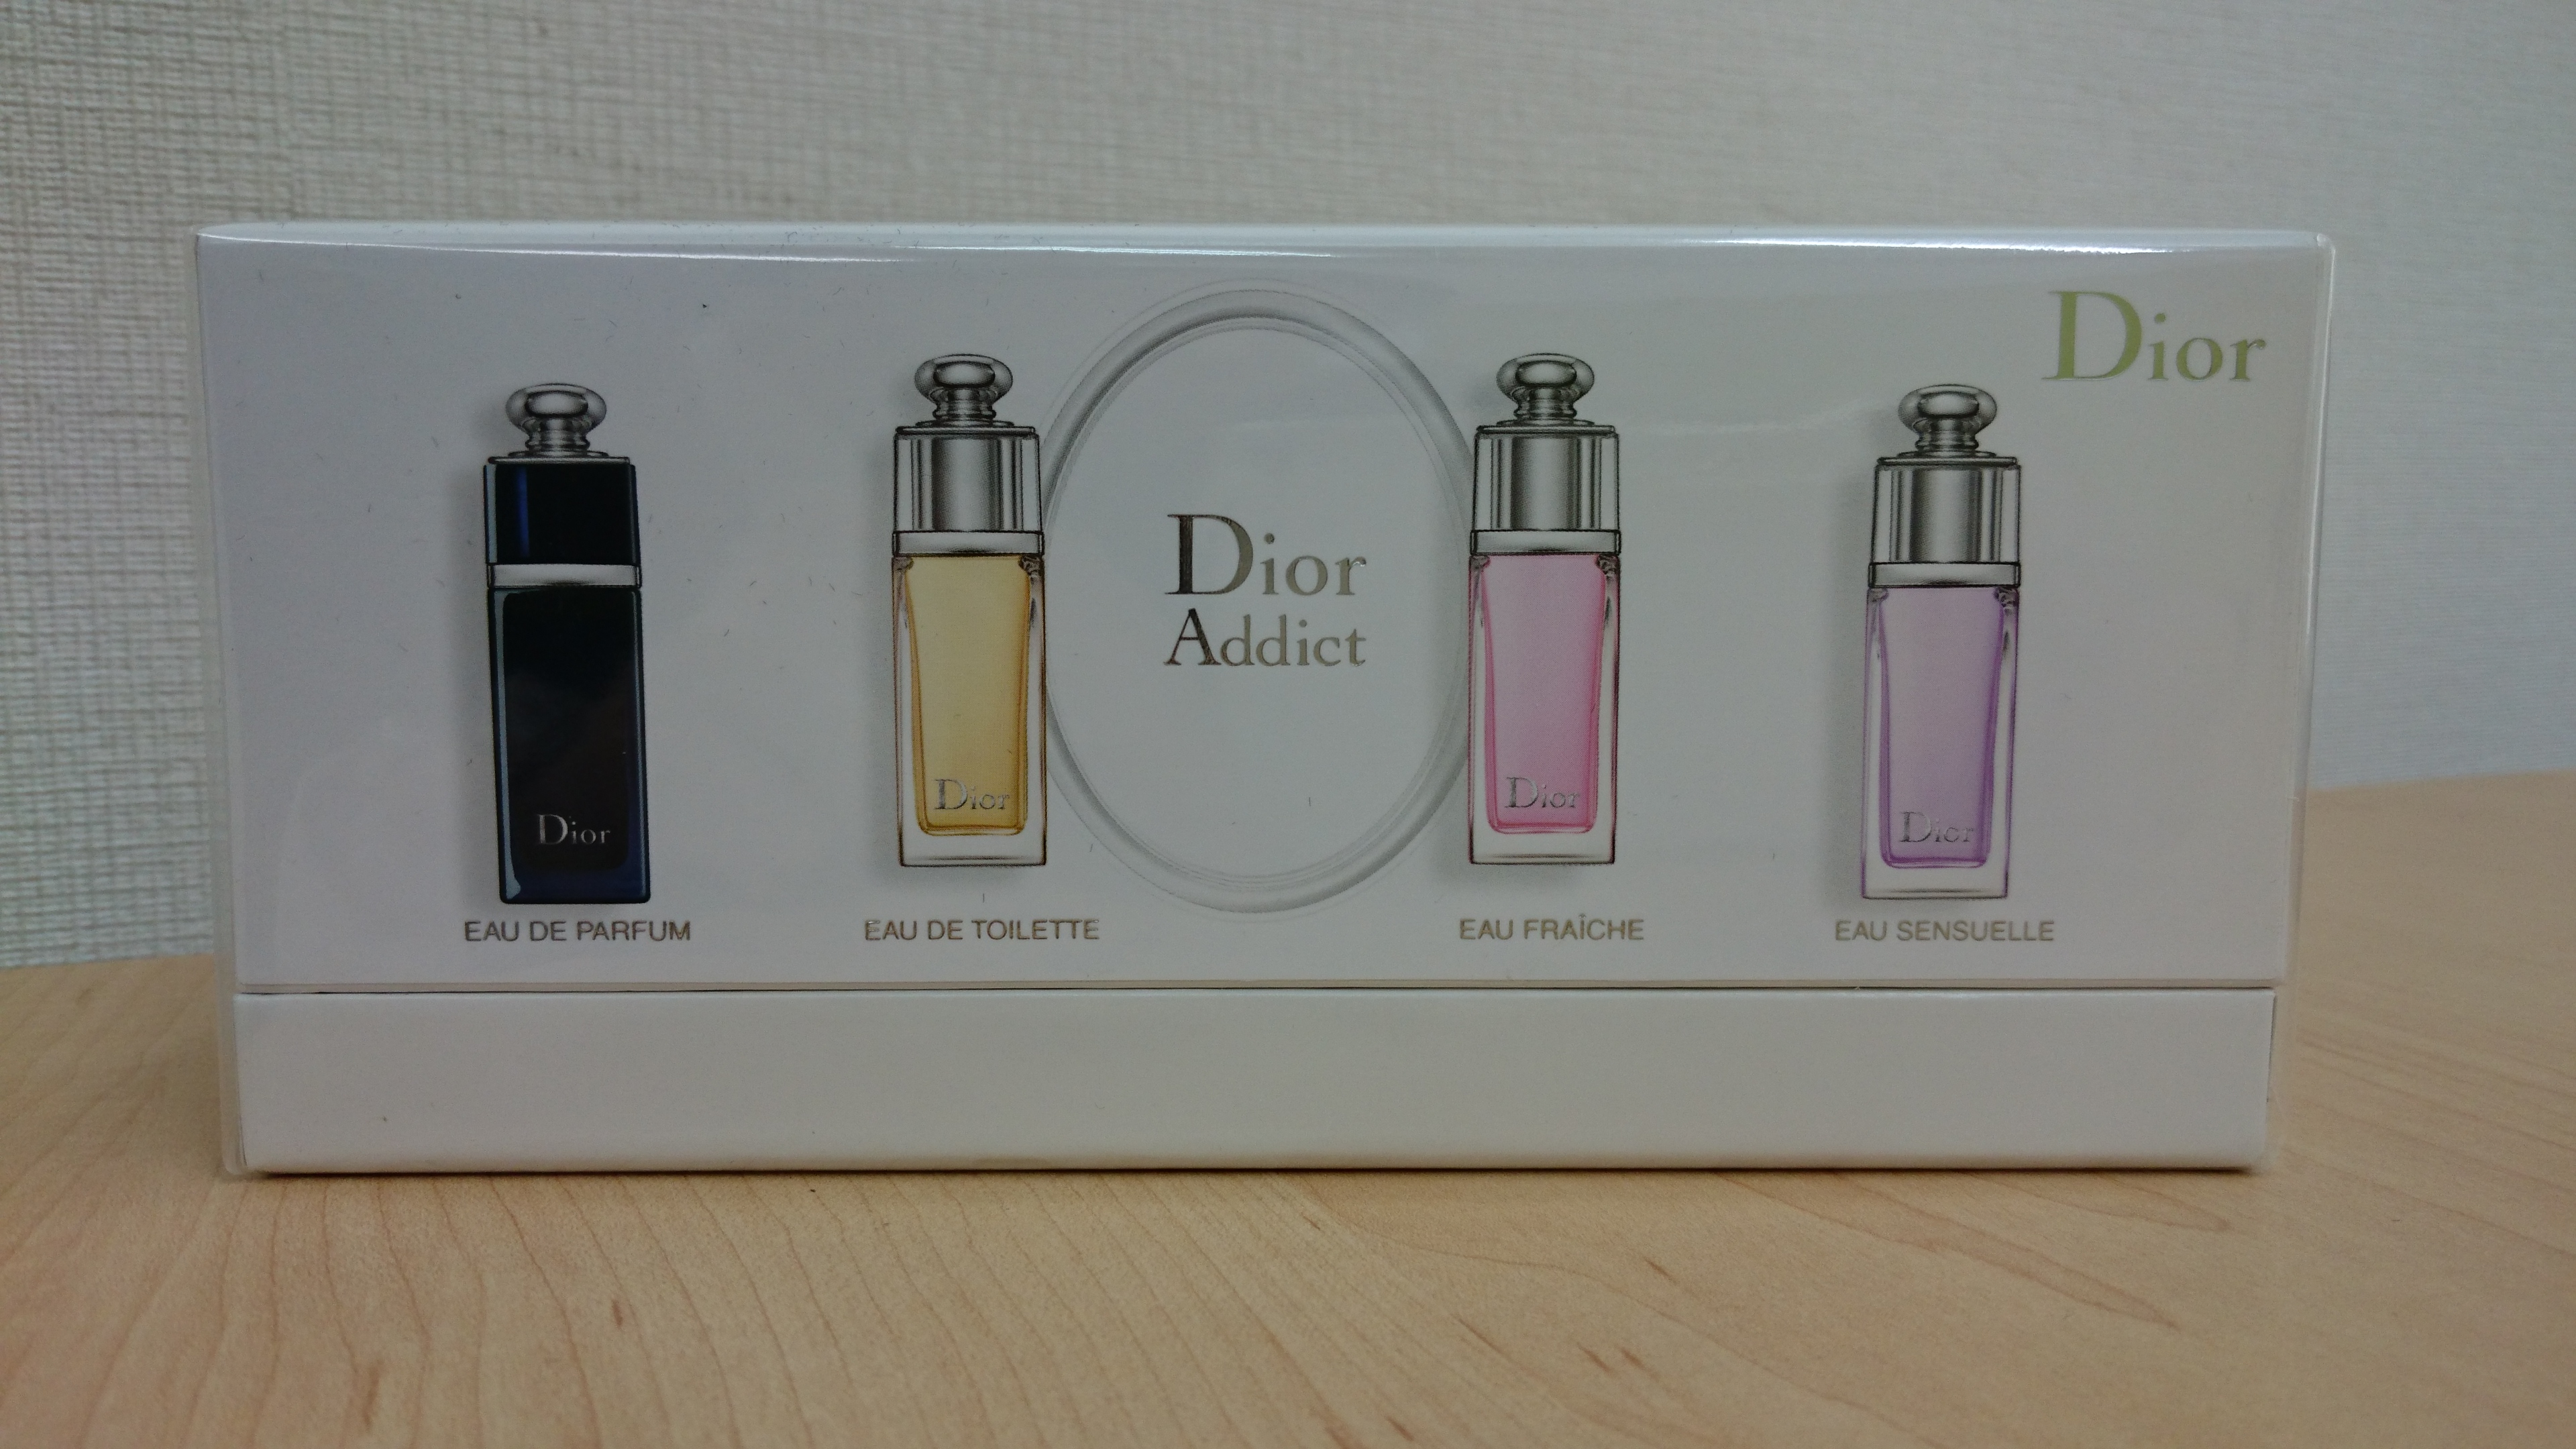 Dior
Dior
Addict
Dior
Dior
Dior
Dior
EAU DE PARFUM
EAU DE TOILETTE
EAU FRAÎCHE
EAU SENSUELLE